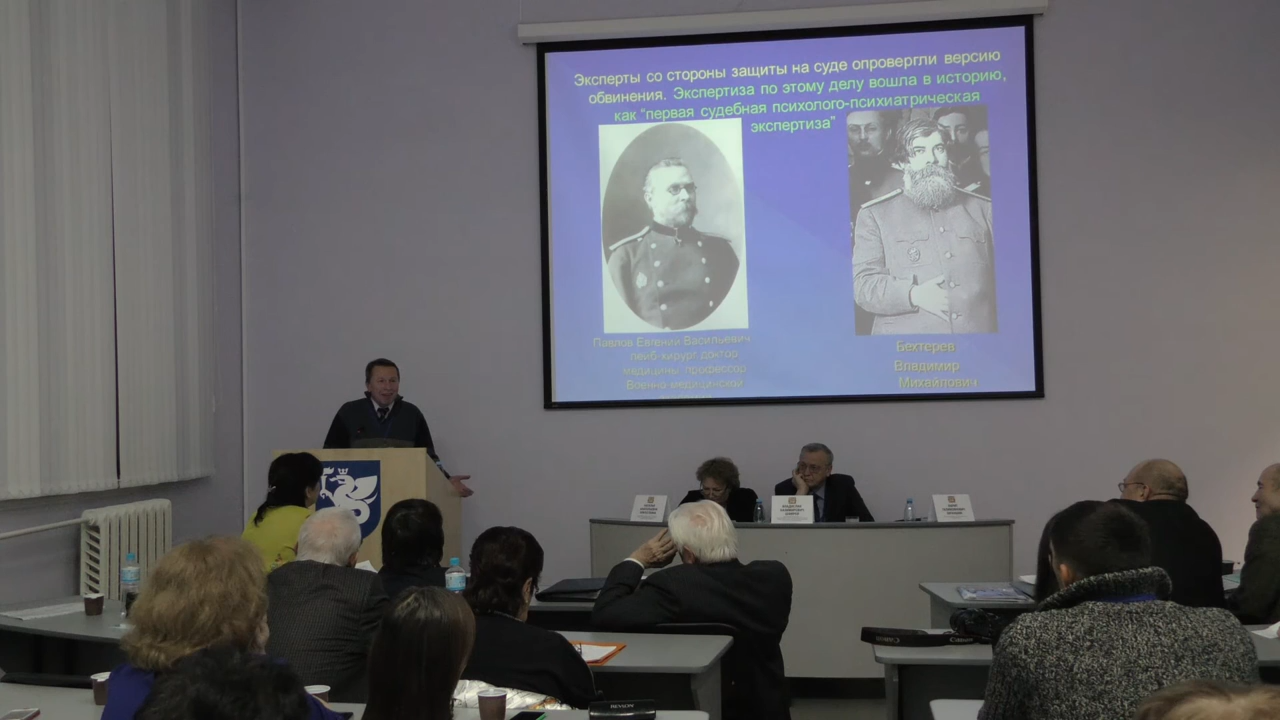 Эксперты со стороны защиты на суде опровергли версию
обвинения. Экспертиза по этому делу вошла в историю,
как "первая судебная психолого-психиатрическая
экспертиза"
Павлов Евгений Васильевич
лейб-хирург доктор
медицины, профессор
Военно-медицинской
Бехтерев
Владимир
Михайлович
CANON